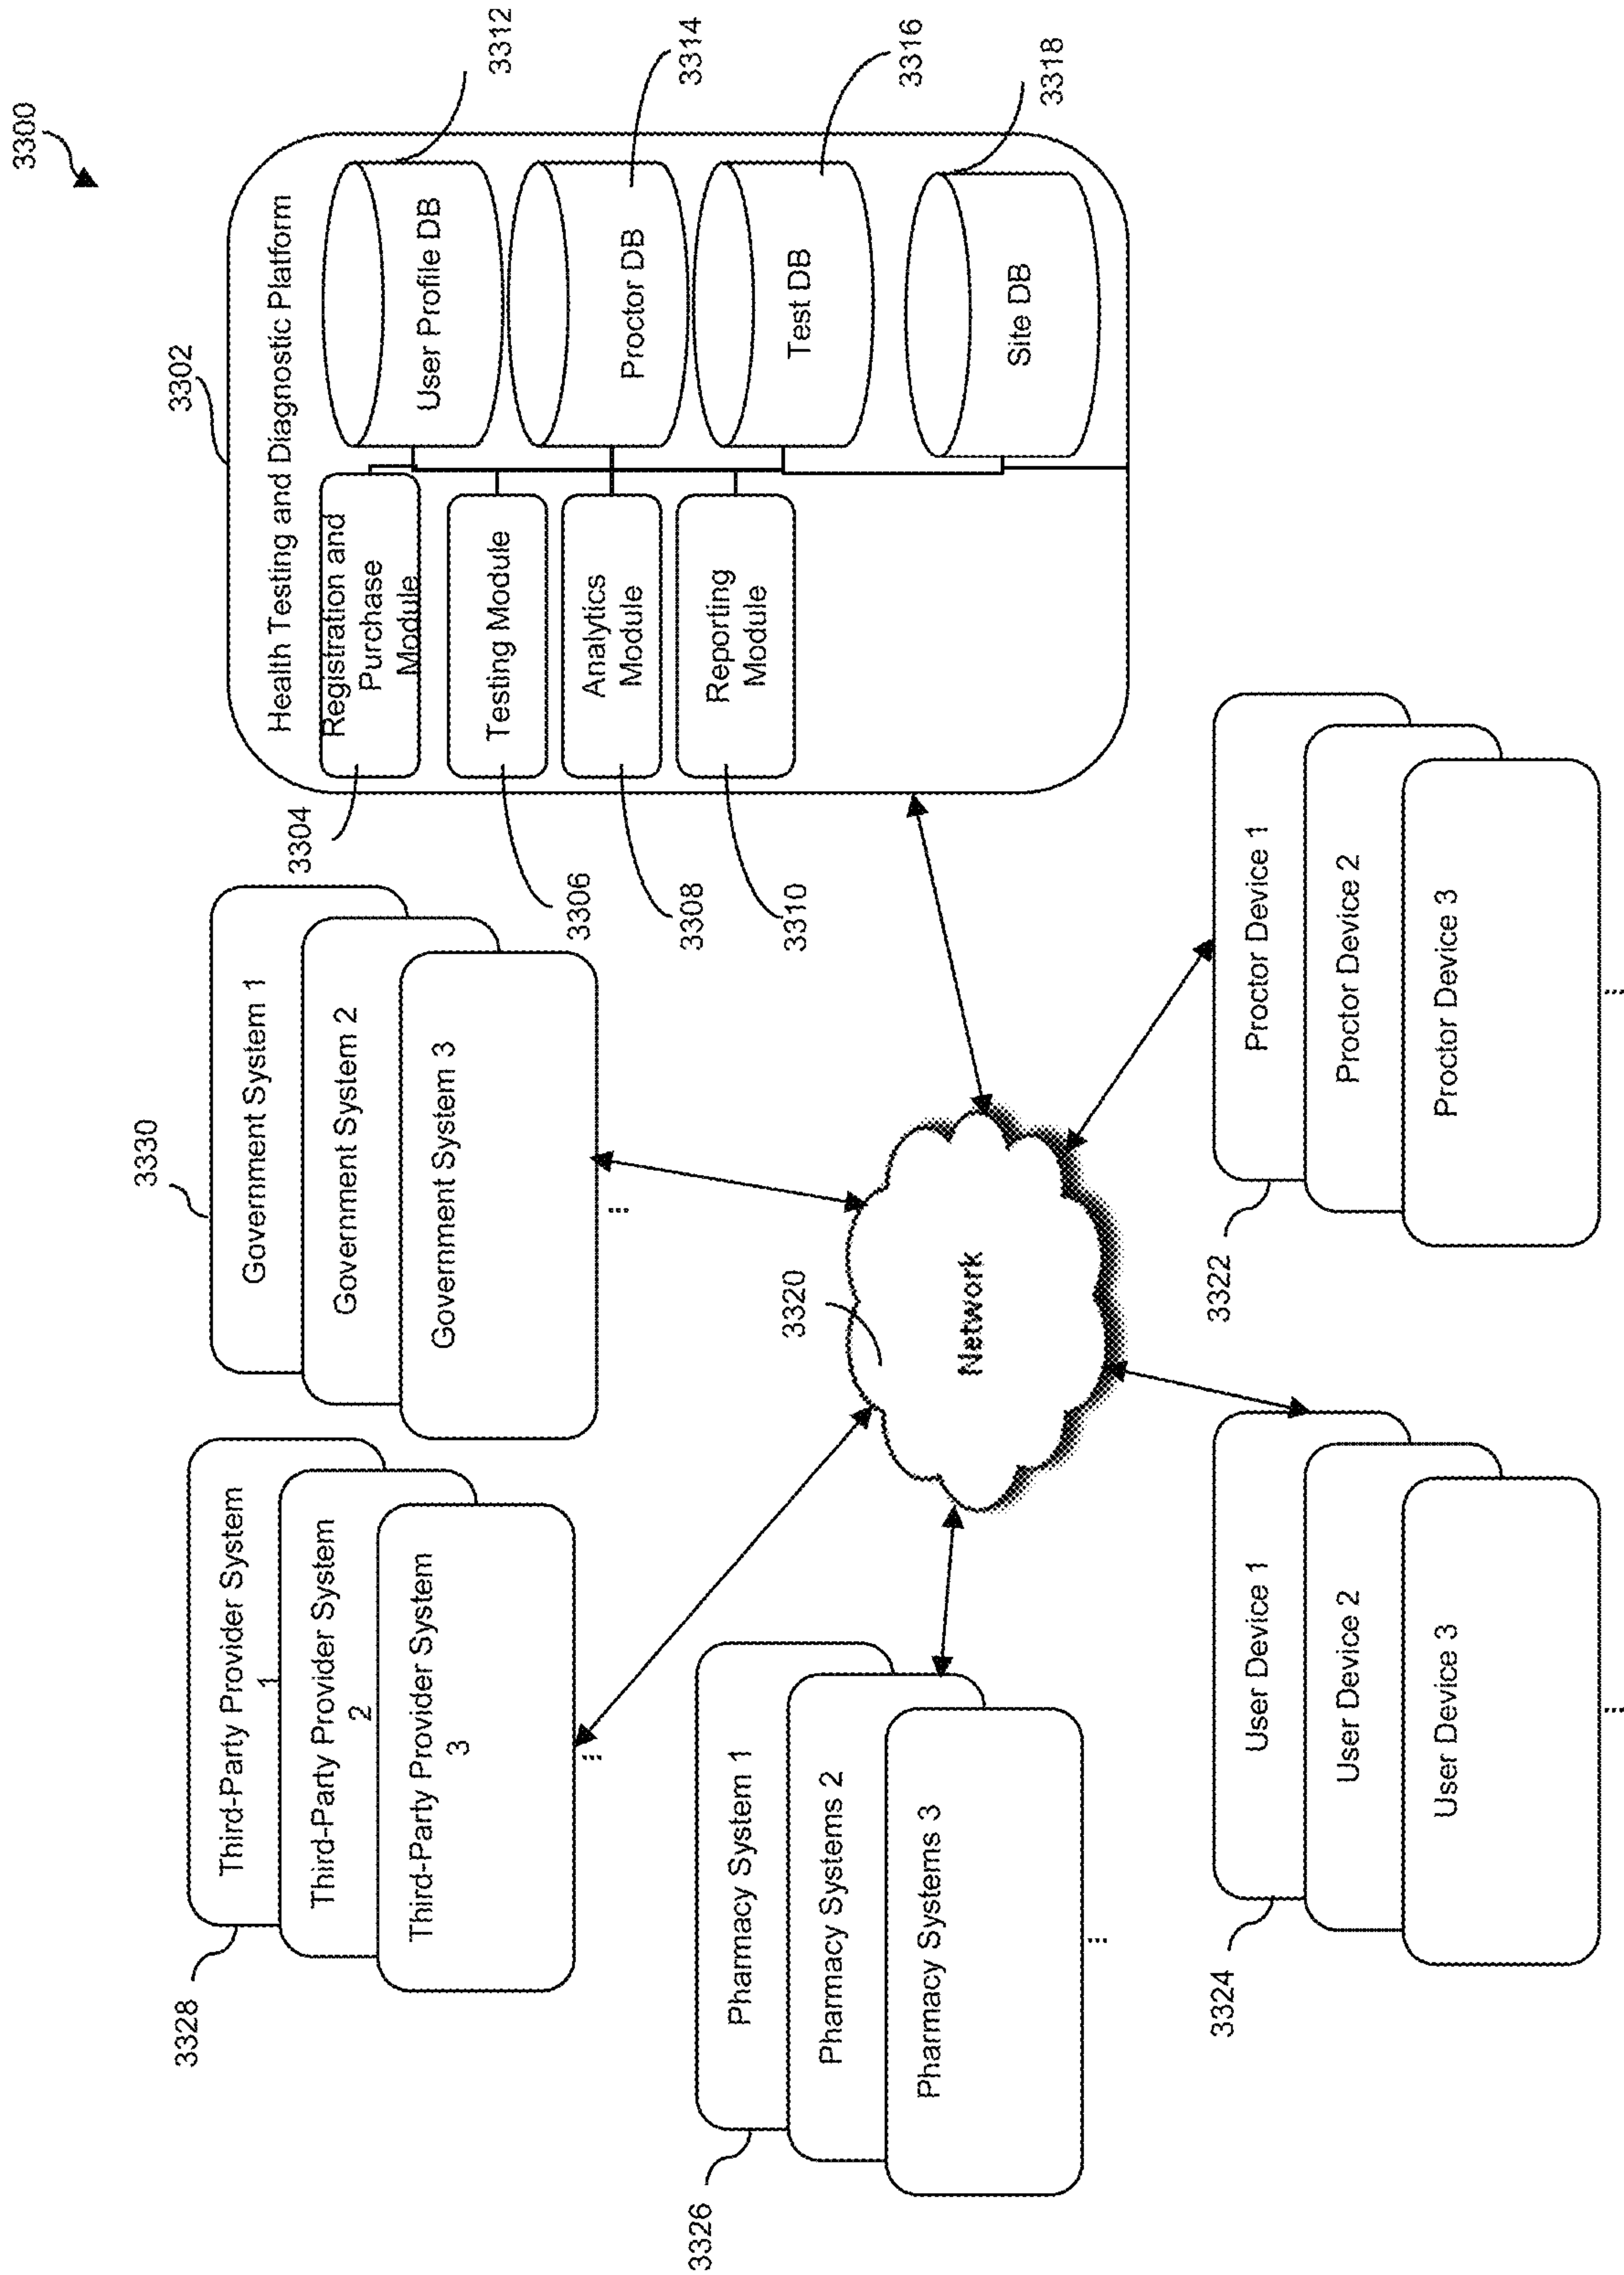 3300
3328
Third-Party Provider System
1
Third-Party Provider System
2
Third-Party Provider System
3
...
3330
Government System 1
Government System 2
Government System 3
...
3302
Health Testing and Diagnostic Platform
3304
Registration and
Purchase
Module
3306
Testing Module
3308
Analytics
Module
3310
Reporting
Module
User Profile DB
3312
Proctor DB
3314
Test DB
3316
Site DB
3318
3326
Pharmacy System 1
Pharmacy Systems 2
Pharmacy Systems 3
...
3320
Network
3324
User Device 1
User Device 2
User Device 3
...
3322
Proctor Device 1
Proctor Device 2
Proctor Device 3
...